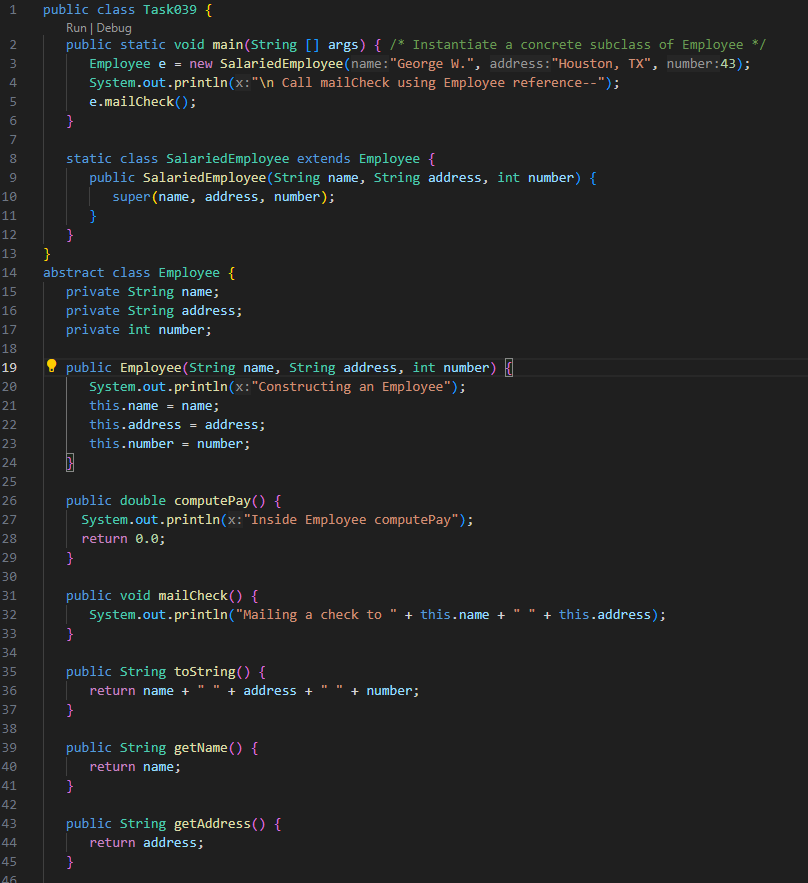 1 public class Task039 {
Run | Debug
2 public static void main(String [] args) { /* Instantiate a concrete subclass of Employee */
3 Employee e = new SalariedEmployee(name:"George W.", address:"Houston, TX", number:43);
4 System.out.println(x:"\n Call mailCheck using Employee reference--");
5 e.mailCheck();
6 }
7
8 static class SalariedEmployee extends Employee {
9 public SalariedEmployee(String name, String address, int number) {
10 super(name, address, number);
11 }
12 }
13 }
14 abstract class Employee {
15 private String name;
16 private String address;
17 private int number;
18
19 public Employee(String name, String address, int number) {
20 System.out.println(x:"Constructing an Employee");
21 this.name = name;
22 this.address = address;
23 this.number = number;
24 }
25
26 public double computePay() {
27 System.out.println(x:"Inside Employee computePay");
28 return 0.0;
29 }
30
31 public void mailCheck() {
32 System.out.println("Mailing a check to " + this.name + " " + this.address);
33 }
34
35 public String toString() {
36 return name + " " + address + " " + number;
37 }
38
39 public String getName() {
40 return name;
41 }
42
43 public String getAddress() {
44 return address;
45 }
46